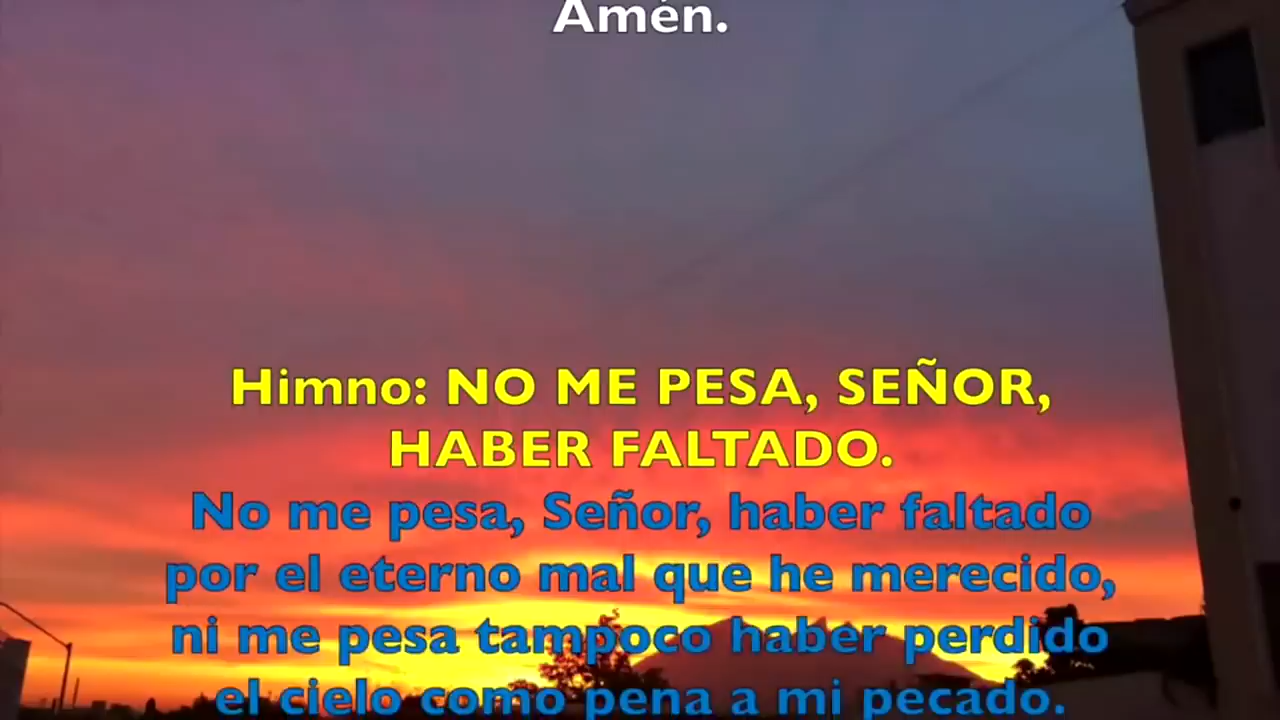 Amén.
Himno: NO ME PESA, SEÑOR,
HABER FALTADO.
No me pesa, Señor, haber faltado
por el eterno mal que he merecido,
ni me pesa tampoco haber perdido
el cielo como pena a mi pecado.